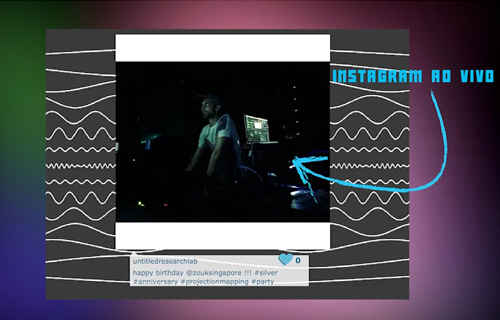 INSTAGRAM AO VIVO
untitledresearchlab
0
happy birthday @zouksingapore !!! #silver
#anniversary #projectionmapping #party